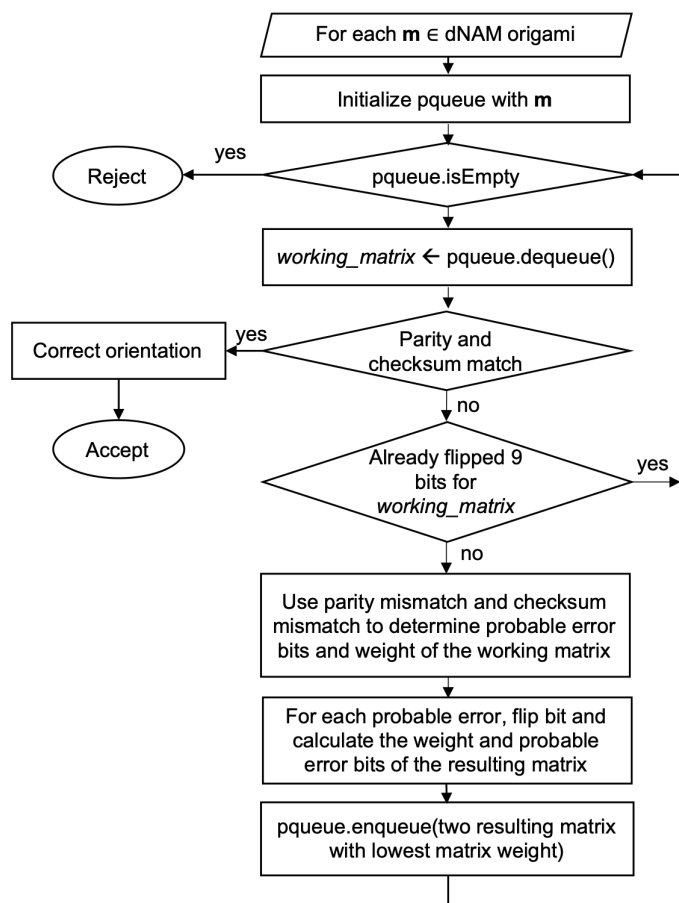 For each m ∈ dNAM origami
Initialize pqueue with m
yes
Reject
pqueue.isEmpty
working_matrix ← pqueue.dequeue()
yes
Correct orientation
Parity and
checksum match
no
Accept
Already flipped 9
bits for
working_matrix
yes
no
Use parity mismatch and checksum
mismatch to determine probable error
bits and weight of the working matrix
For each probable error, flip bit and
calculate the weight and probable
error bits of the resulting matrix
pqueue.enqueue(two resulting matrix
with lowest matrix weight)